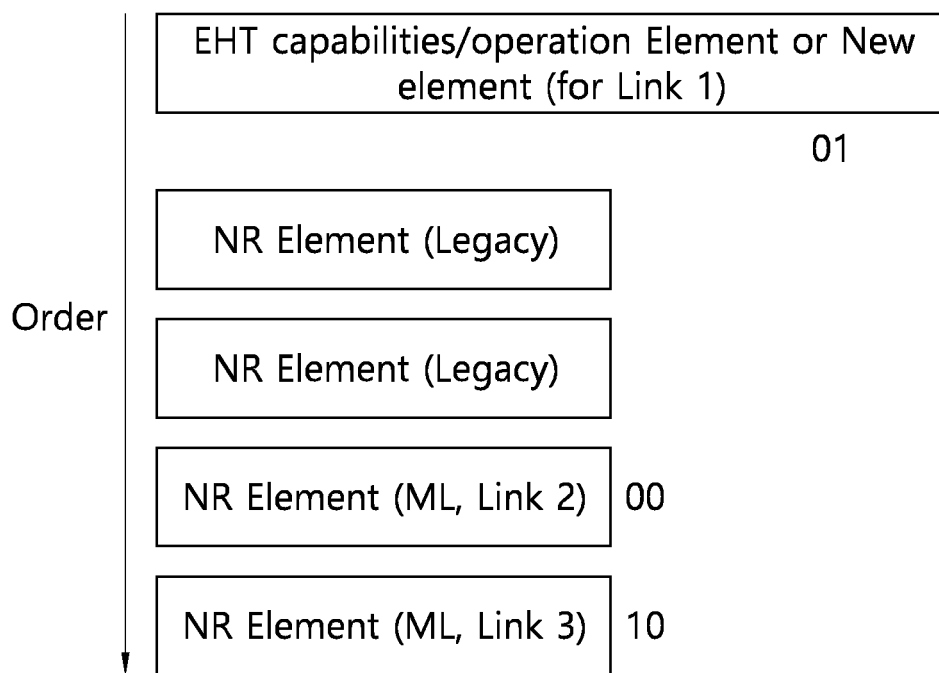 EHT capabilities/operation Element or New
element (for Link 1)
01
NR Element (Legacy)
Order
NR Element (Legacy)
NR Element (ML, Link 2) 00
NR Element (ML, Link 3) 10